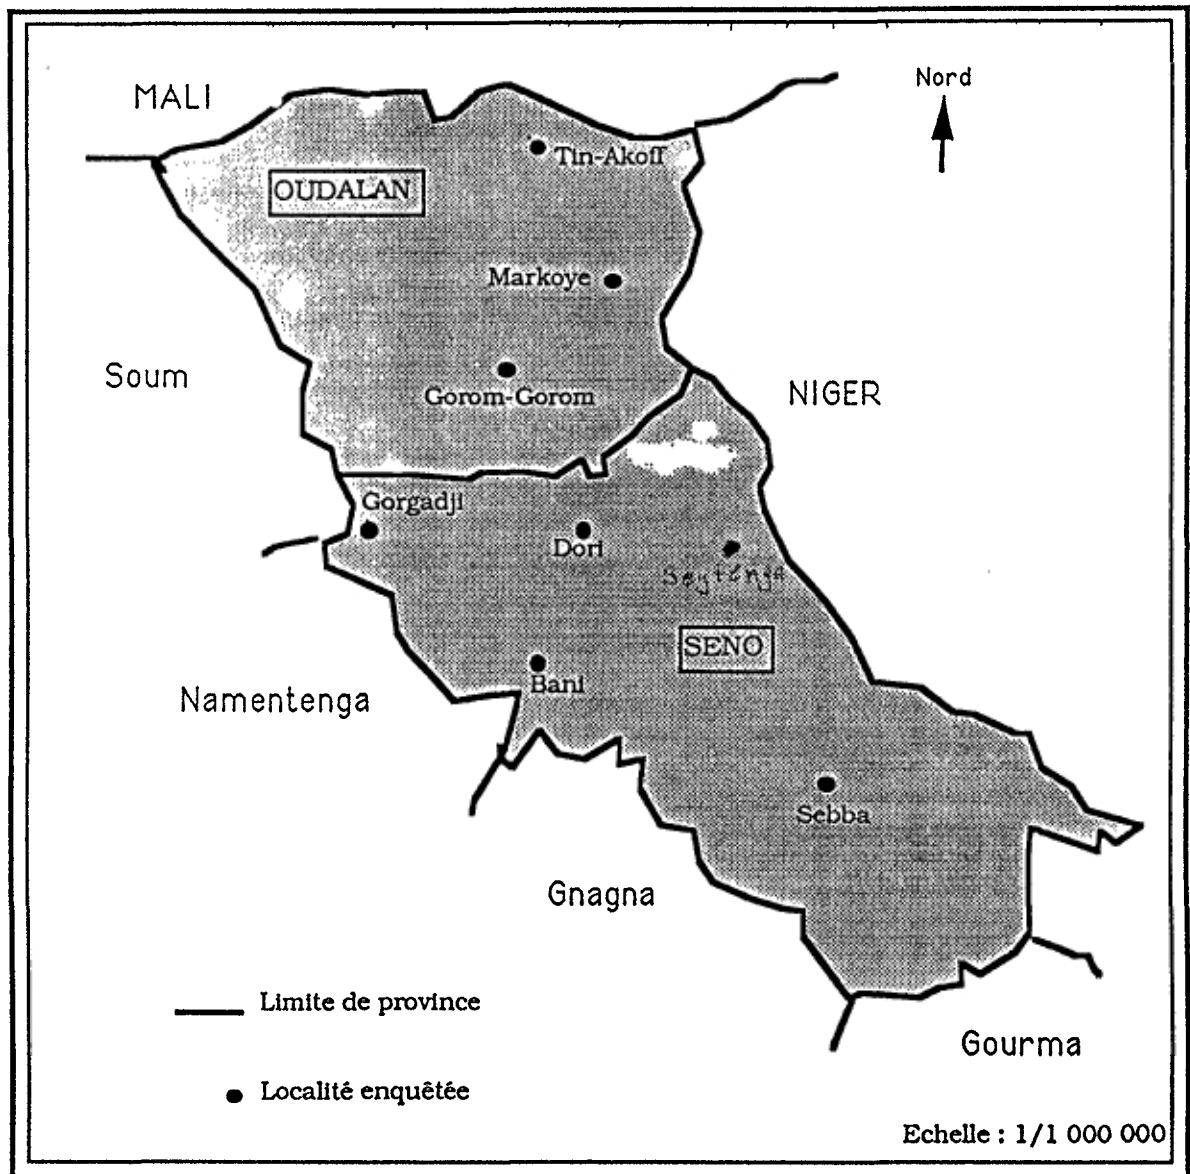 Nord
MALI
Tin-Akoff
OUDALAN
Markoye
Soum
Gorom-Gorom
NIGER
Gorgadji
Dori
Seytenga
SENO
Bani
Namentenga
Sebba
Gnagna
Limite de province
Gourma
Localité enquêtée
Echelle : 1/1 000 000